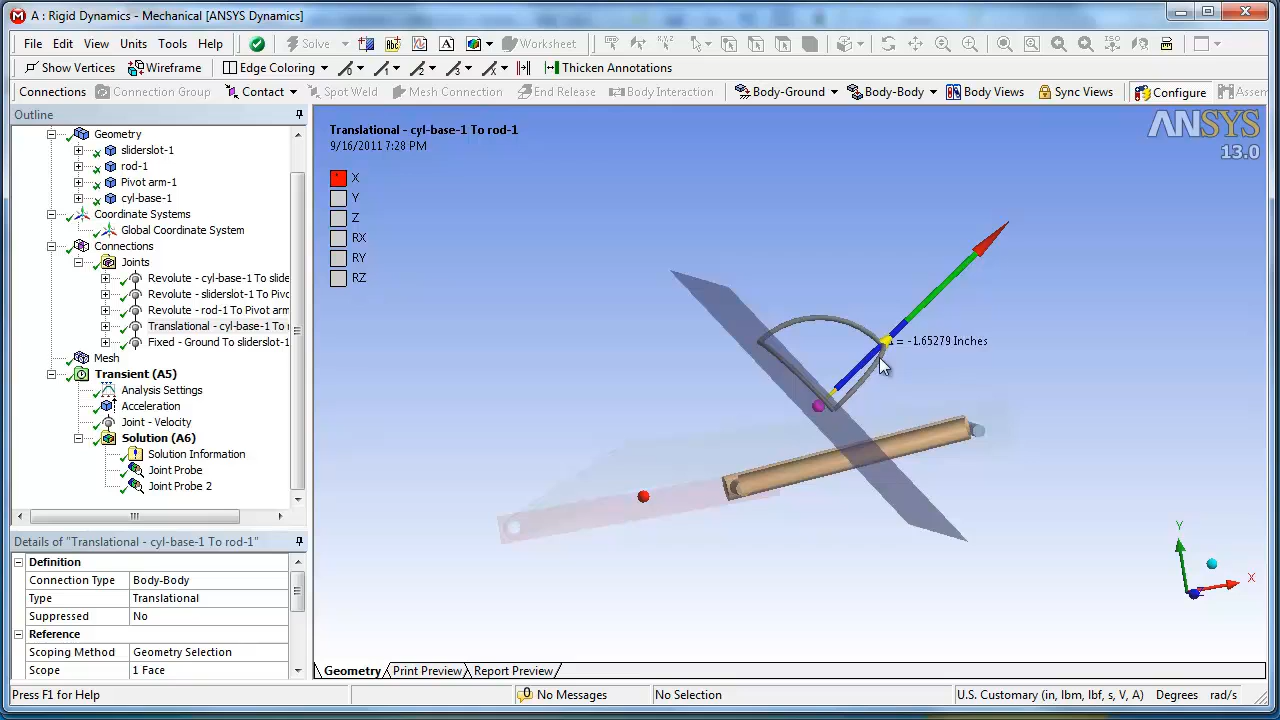 A : Rigid Dynamics - Mechanical [ANSYS Dynamics]
File Edit View Units Tools Help Solve Worksheet
Show Vertices Wireframe Edge Coloring Thicken Annotations
Connections Connection Group Contact Spot Weld Mesh Connection End Release Body Interaction Body-Ground Body-Body Body Views Sync Views Configure Assem
Outline
Geometry
sliderslot-1
rod-1
Pivot arm-1
cyl-base-1
Coordinate Systems
Global Coordinate System
Connections
Joints
Revolute - cyl-base-1 To slide
Revolute - sliderslot-1 To Pivo
Revolute - rod-1 To Pivot arm
Translational - cyl-base-1 To r
Fixed - Ground To sliderslot-1
Mesh
Transient (A5)
Analysis Settings
Acceleration
Joint - Velocity
Solution (A6)
Solution Information
Joint Probe
Joint Probe 2
Details of "Translational - cyl-base-1 To rod-1"
Definition
Connection Type Body-Body
Type Translational
Suppressed No
Reference
Scoping Method Geometry Selection
Scope 1 Face
Translational - cyl-base-1 To rod-1
9/16/2011 7:28 PM
X
Y
Z
RX
RY
RZ
ANSYS
13.0
= -1.65279 Inches
Y
X
Geometry Print Preview Report Preview
Press F1 for Help 0 No Messages No Selection U.S. Customary (in, lbm, lbf, s, V, A) Degrees rad/s